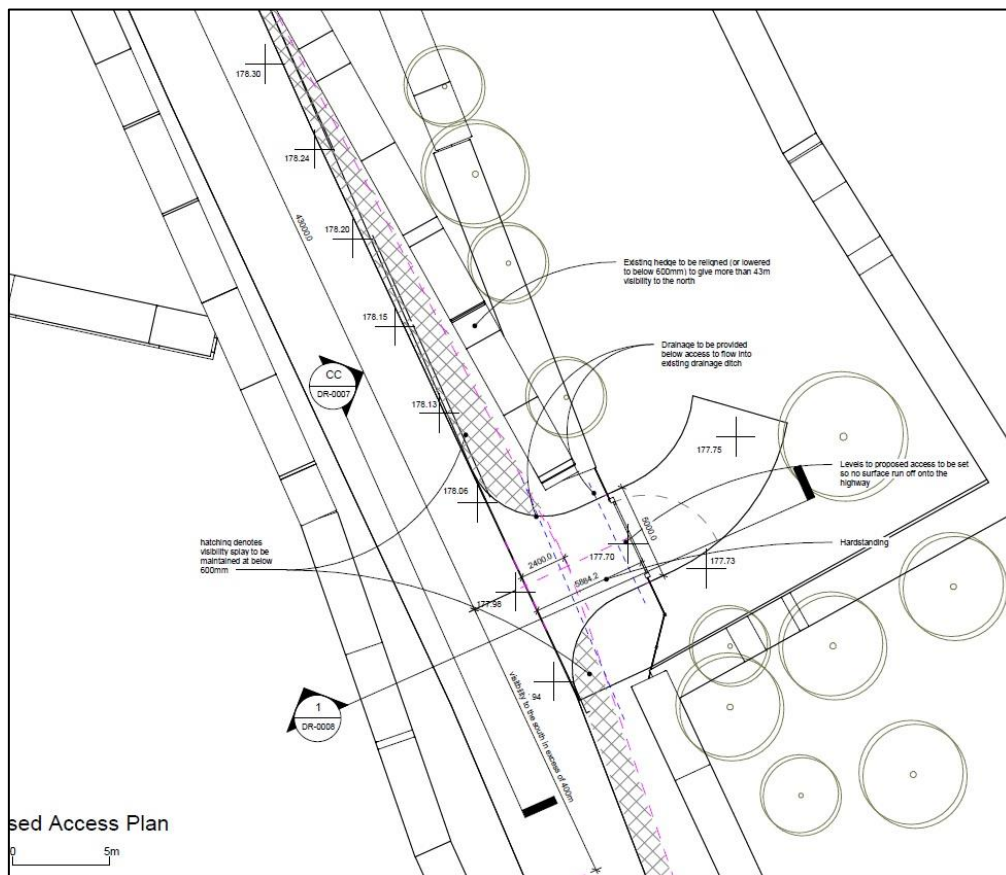 178.30
178.24
43000.0
178.20
Existing hedge to be religned (or lowered
to below 600mm) to give more than 43m
visibility to the north
178.15
Drainage to be provided
below access to flow into
existing drainage ditch
CC
DR-0007
178.13
177.75
Levels to proposed access to be set
so no surface run off onto the
highway
178.06
5000.0
hatching denotes
visibility splay to be
maintained at below
600mm
2400.0
177.70
Hardstanding
177.73
5864.2
177.98
94
visibility to the south in excess of 400m
1
DR-0006
sed Access Plan
0
5m